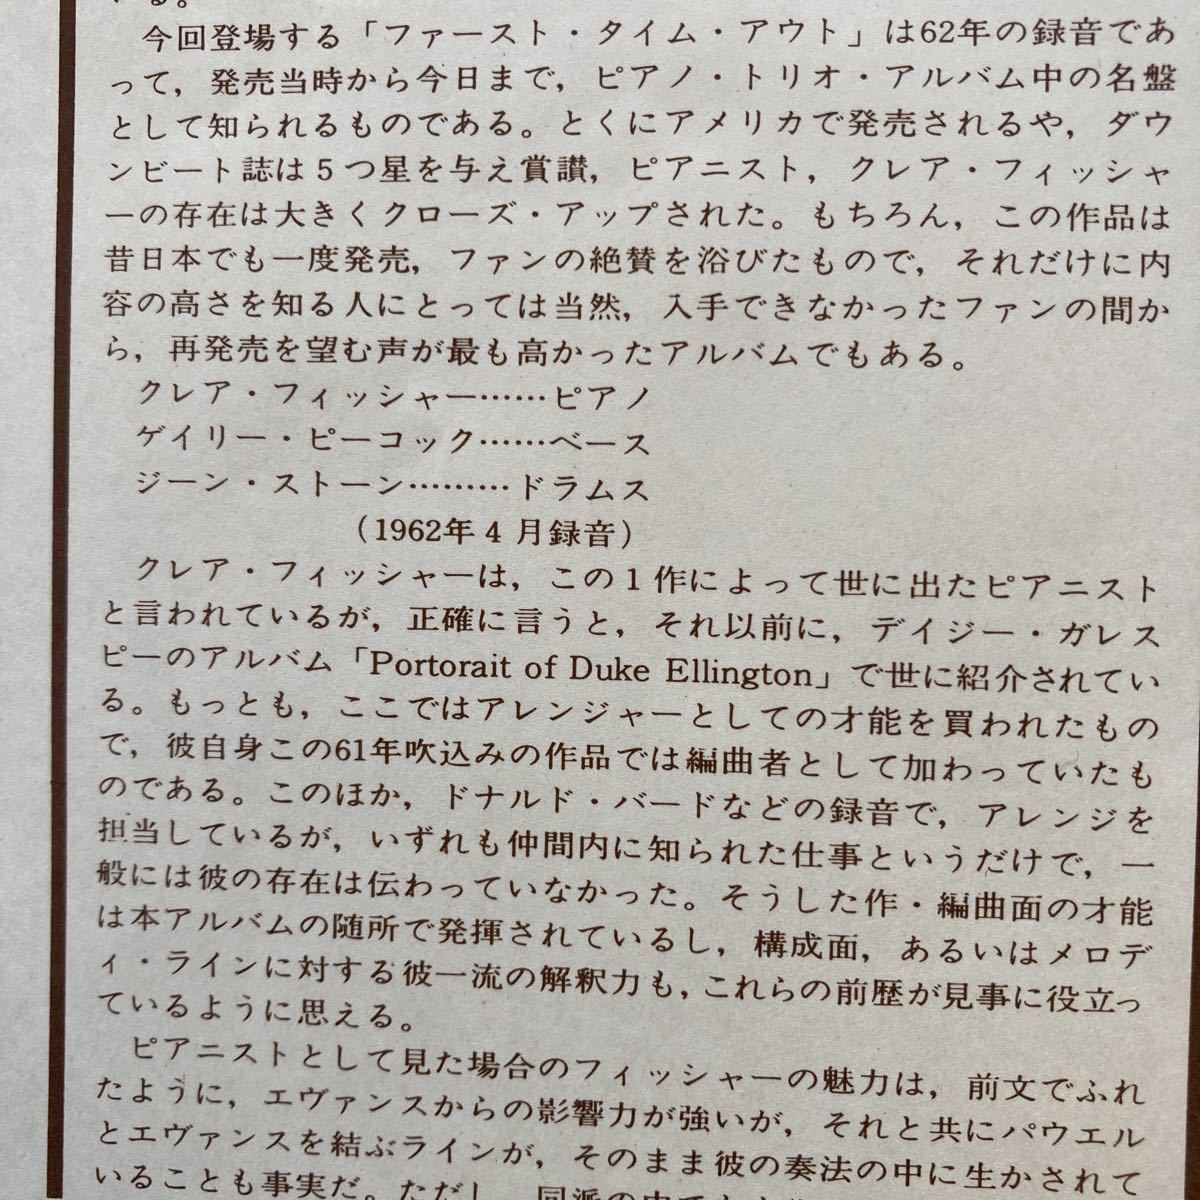 いる。
今回登場する「ファースト・タイム・アウト」は62年の録音であ
って，発売当時から今日まで，ピアノ・トリオ・アルバム中の名盤
として知られるものである。とくにアメリカで発売されるや，ダウ
ンビート誌は５つ星を与え賞讃，ピアニスト，クレア・フィッシャ
ーの存在は大きくクローズ・アップされた。もちろん，この作品は
昔日本でも一度発売，ファンの絶賛を浴びたもので，それだけに内
容の高さを知る人にとっては当然，入手できなかったファンの間か
ら，再発売を望む声が最も高かったアルバムでもある。
クレア・フィッシャー……ピアノ
ゲイリー・ピーコック……ベース
ジーン・ストーン………ドラムス
（1962年４月録音）
クレア・フィッシャーは，この１作によって世に出たピアニスト
と言われているが，正確に言うと，それ以前に，デイジー・ガレス
ピーのアルバム「Portorait of Duke Ellington」で世に紹介されてい
る。もっとも，ここではアレンジャーとしての才能を買われたもの
で，彼自身この61年吹込みの作品では編曲者として加わっていたも
のである。このほか，ドナルド・バードなどの録音で，アレンジを
担当しているが，いずれも仲間内に知られた仕事というだけで，一
般には彼の存在は伝わっていなかった。そうした作・編曲面の才能
は本アルバムの随所で発揮されているし，構成面，あるいはメロデ
ィ・ラインに対する彼一流の解釈力も，これらの前歴が見事に役立っ
ているように思える。
ピアニストとして見た場合のフィッシャーの魅力は，前文でふれ
たように，エヴァンスからの影響力が強いが，それと共にパウエル
とエヴァンスを結ぶラインが，そのまま彼の奏法の中に生かされて
いることも事実だ。ただし，同派の中でも